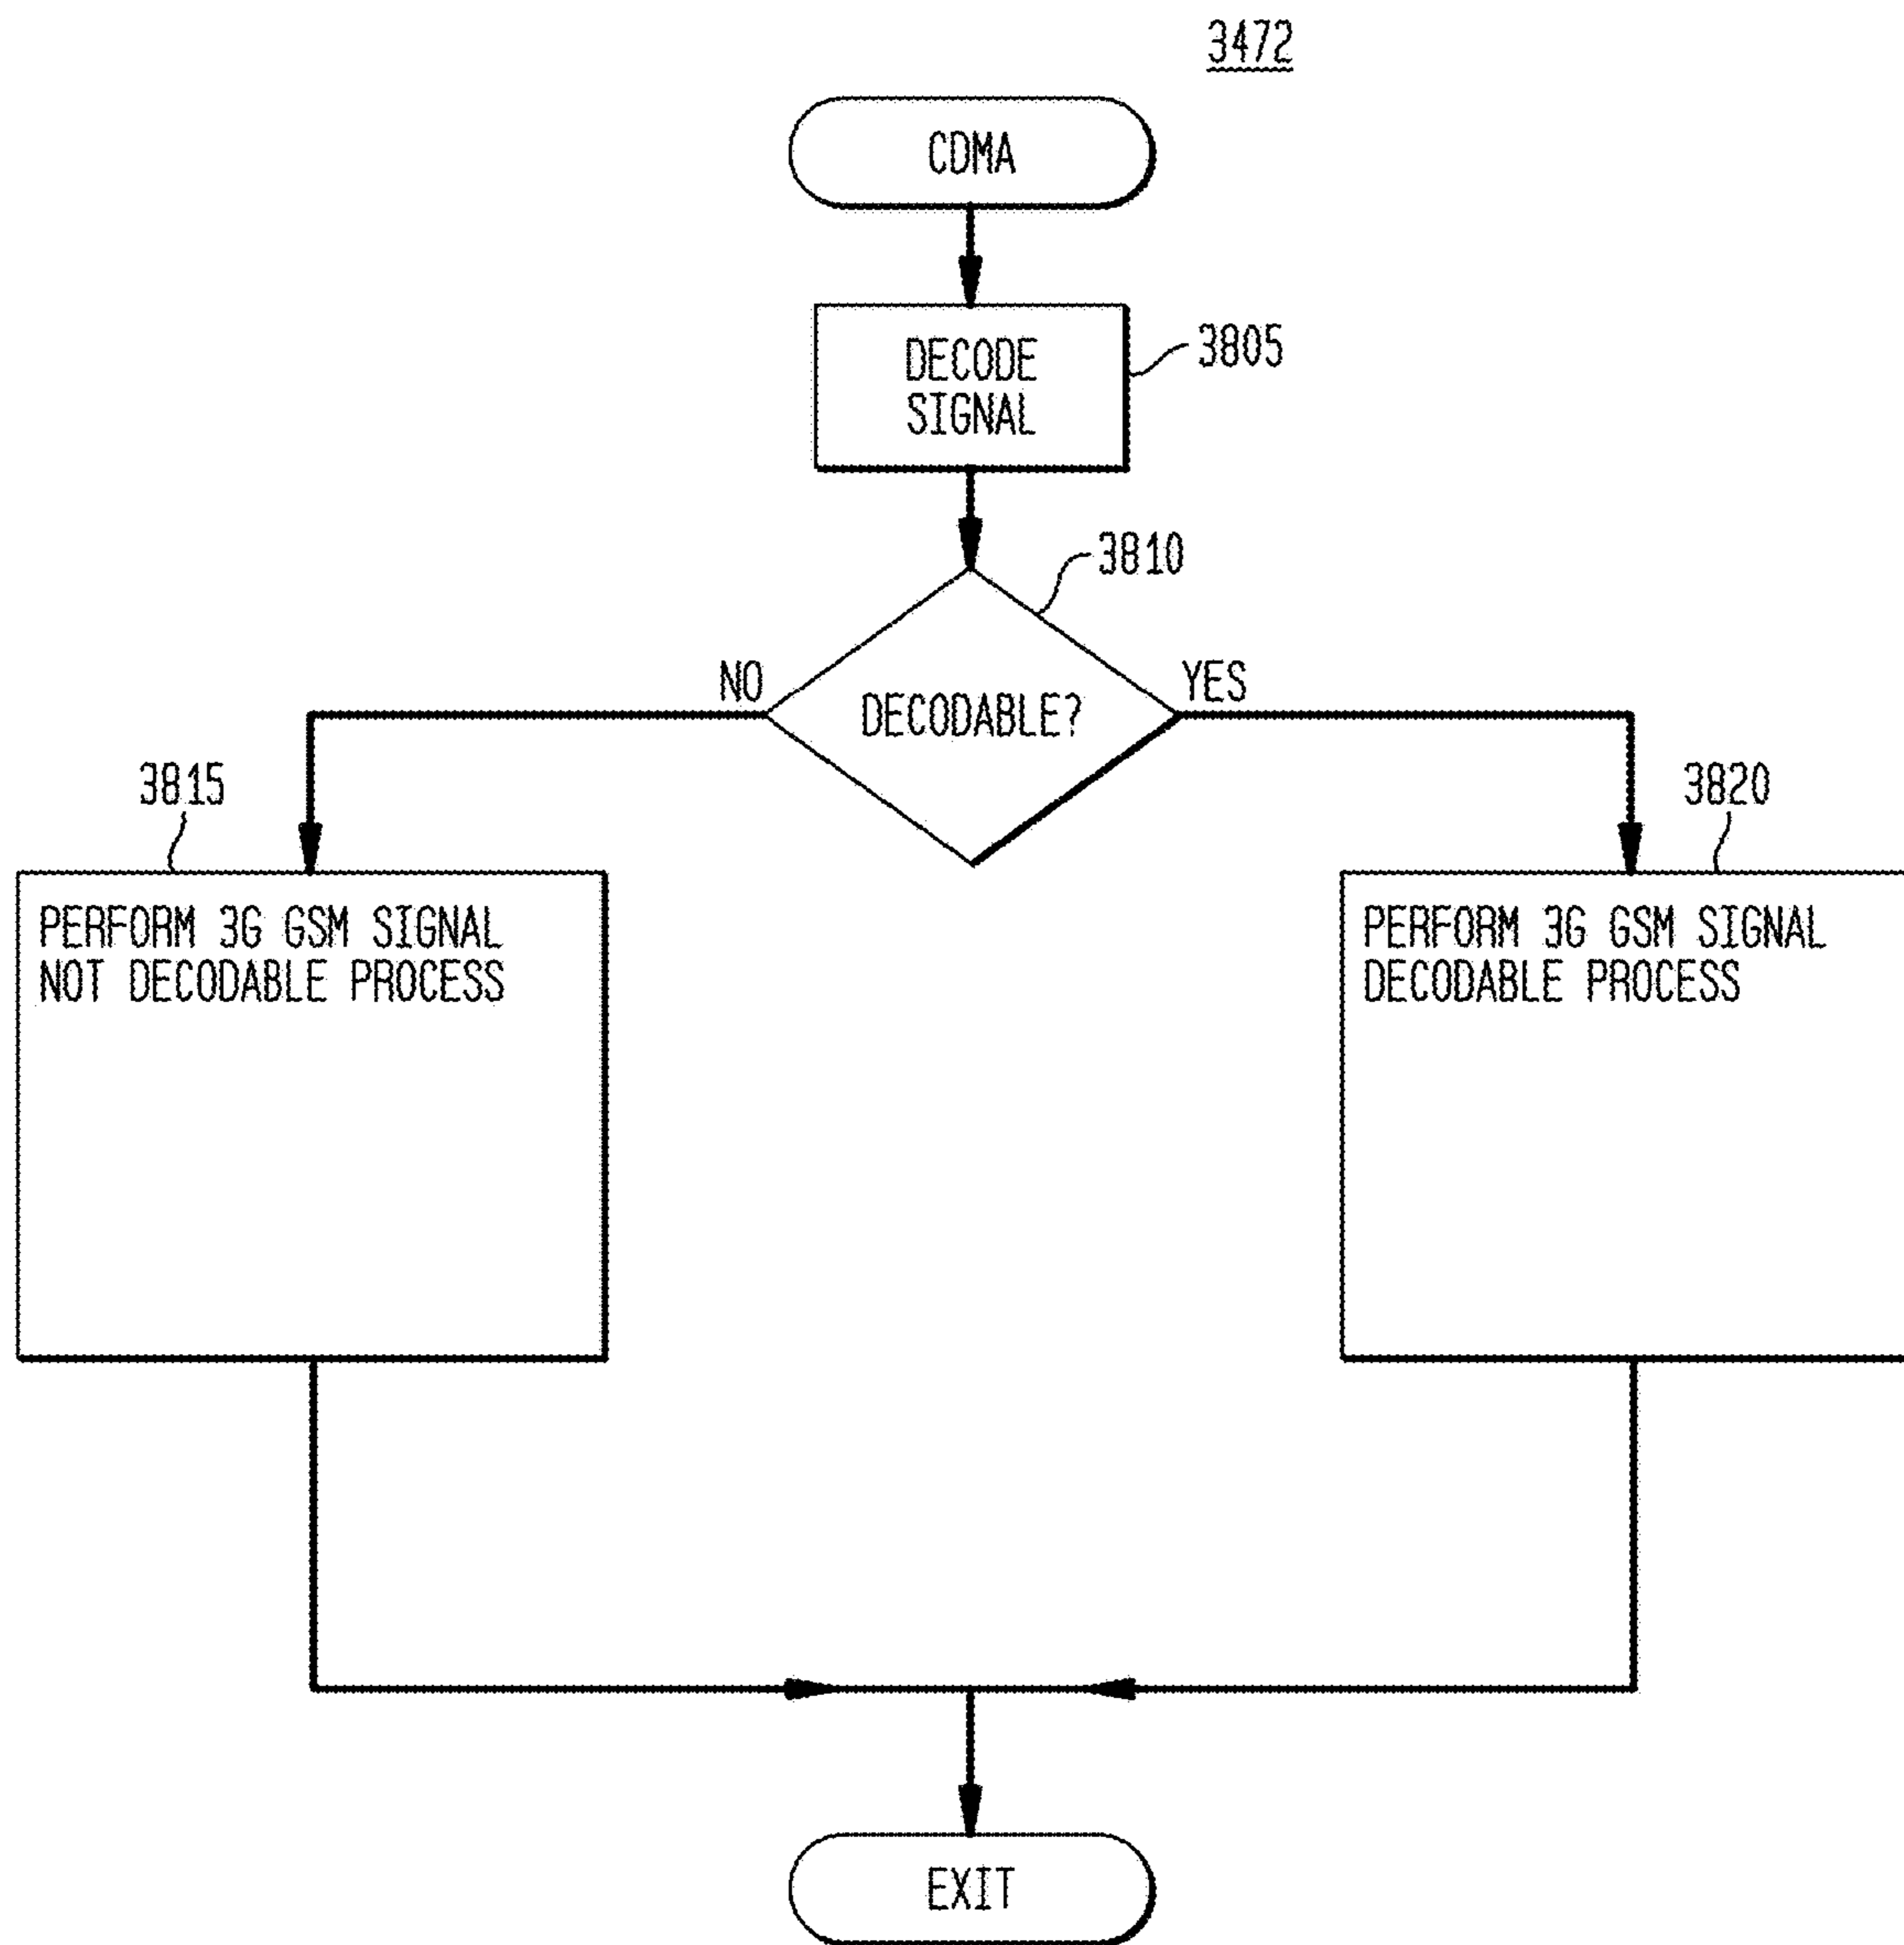 3472
CDMA
DECODE
SIGNAL
3805
3810
NO
YES
DECODABLE?
3815
3820
PERFORM 3G GSM SIGNAL
NOT DECODABLE PROCESS
PERFORM 3G GSM SIGNAL
DECODABLE PROCESS
EXIT